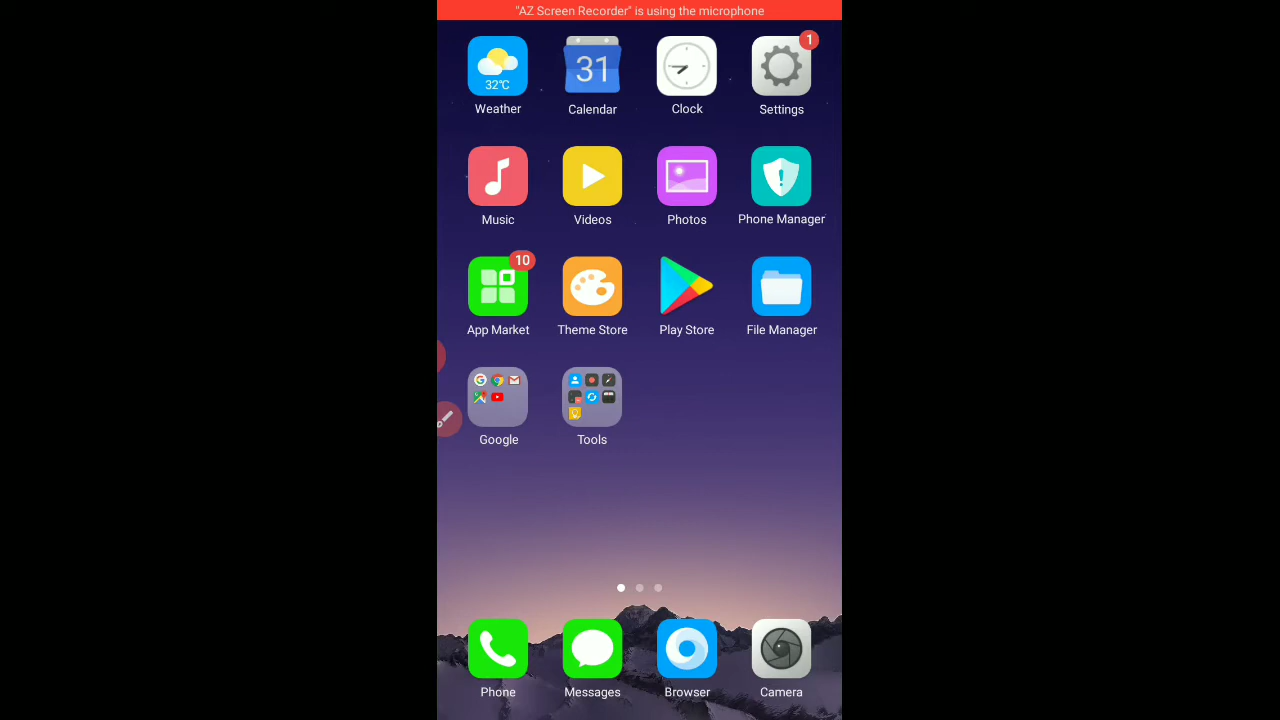 "AZ Screen Recorder" is using the microphone
1
32℃
31
Weather
Calendar
Clock
Settings
Music
Videos
Photos
Phone Manager
10
App Market
Theme Store
Play Store
File Manager
Google
Tools
Phone
Messages
Browser
Camera